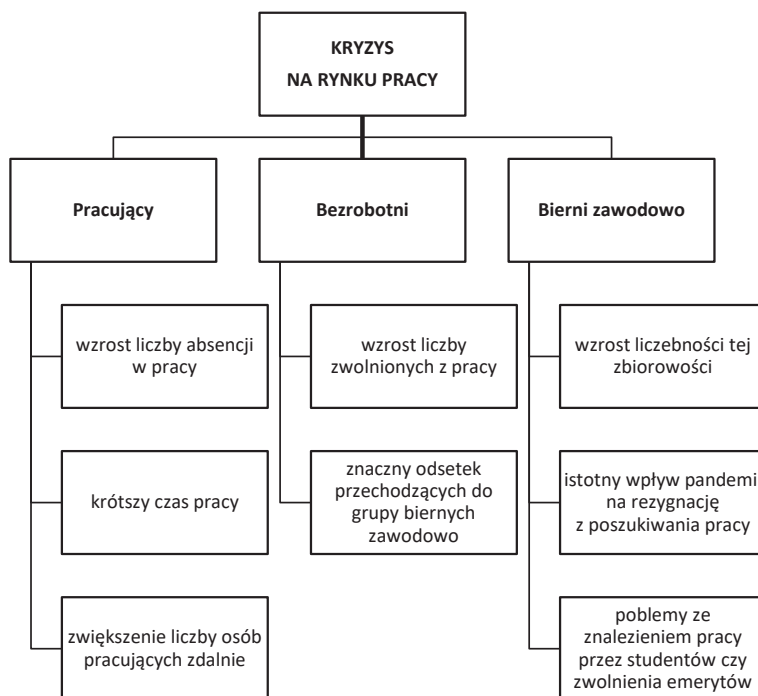 KRYZYS
NA RYNKU PRACY
Pracujący
Bezrobotni
Bierni zawodowo
wzrost liczby absencji
w pracy
krótszy czas pracy
zwiększenie liczby osób
pracujących zdalnie
wzrost liczby
zwolnionych z pracy
znaczny odsetek
przechodzących do
grupy biernych
zawodowo
wzrost liczebności tej
zbiorowości
istotny wpływ pandemi
na rezygnację
z poszukiwania pracy
poblemy ze
znalezieniem pracy
przez studentów czy
zwolnienia emerytów